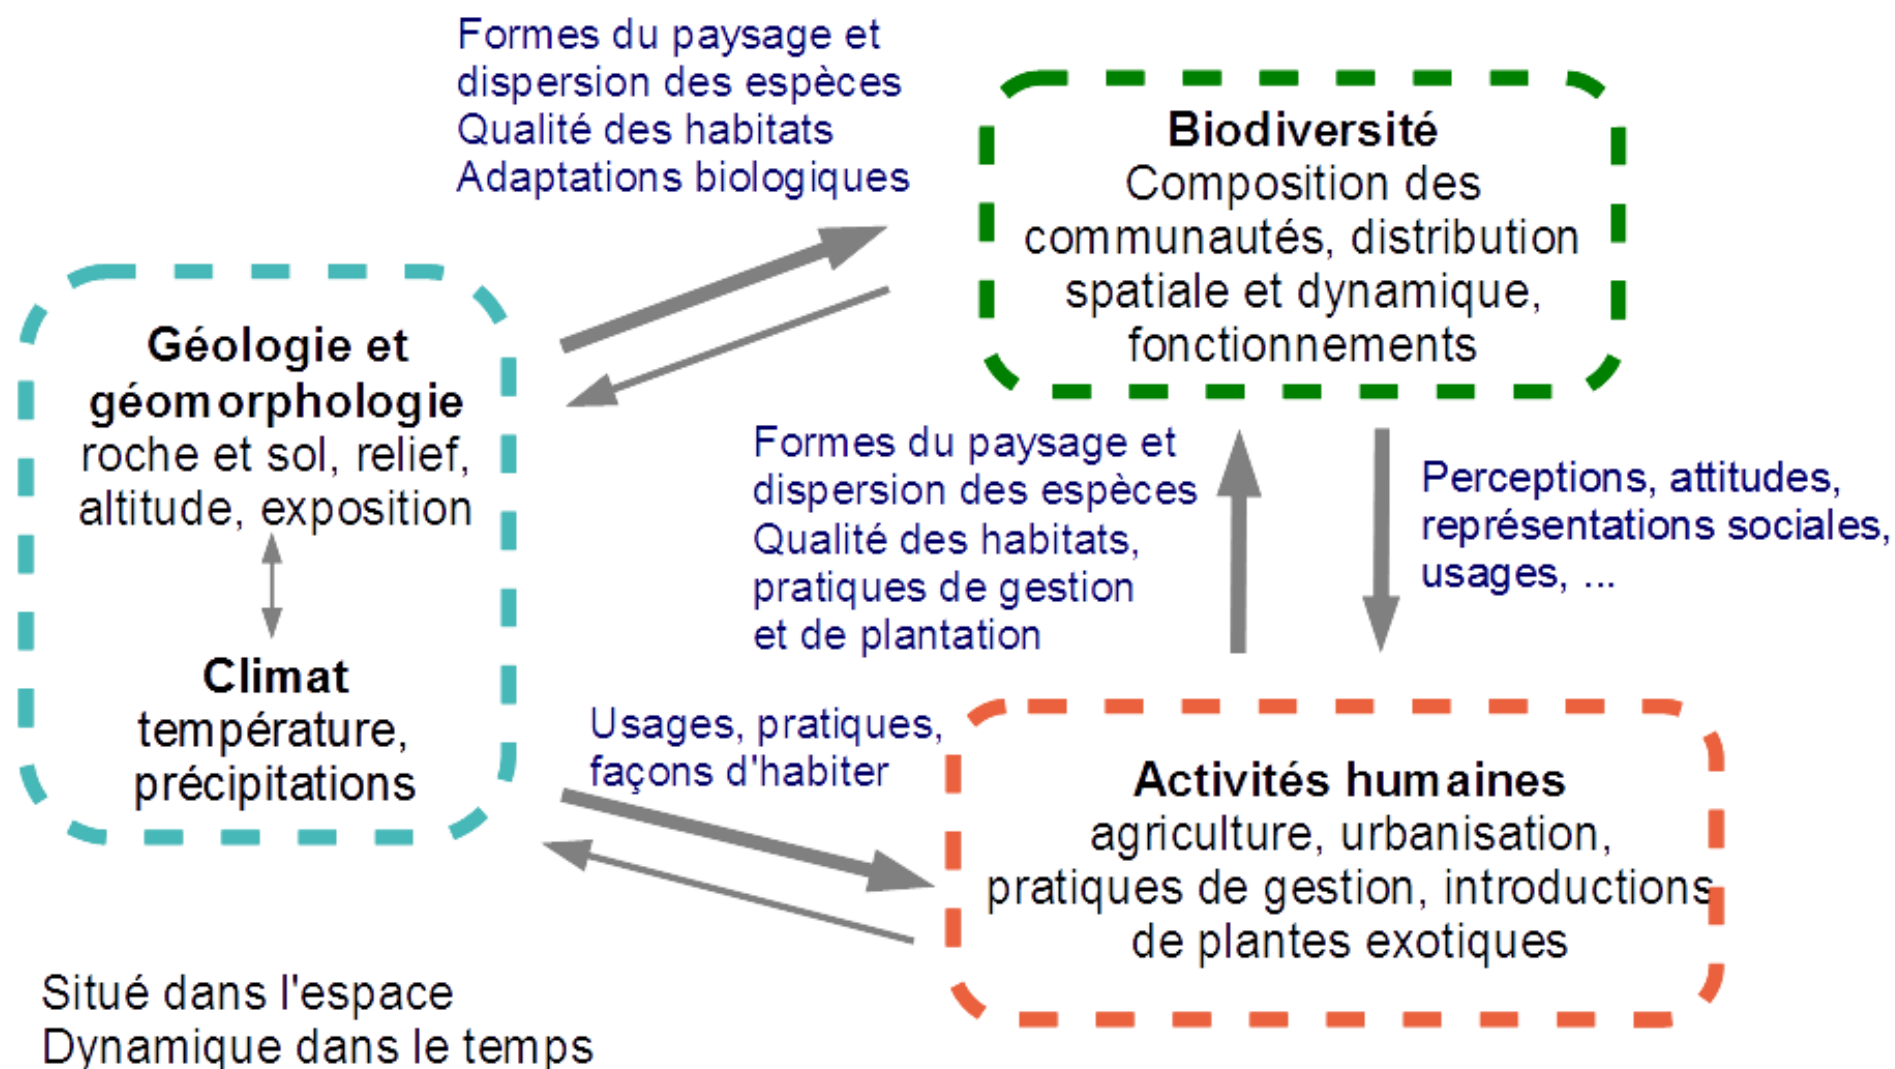 Formes du paysage et
dispersion des espèces
Qualité des habitats
Adaptations biologiques
Biodiversité
Composition des
communautés, distribution
spatiale et dynamique,
fonctionnements
Géologie et
géomorphologie
roche et sol, relief,
altitude, exposition
Climat
température,
précipitations
Formes du paysage et
dispersion des espèces
Qualité des habitats,
pratiques de gestion
et de plantation
Perceptions, attitudes,
représentations sociales,
usages, ...
Usages, pratiques,
façons d'habiter
Activités humaines
agriculture, urbanisation,
pratiques de gestion, introductions
de plantes exotiques
Situé dans l'espace
Dynamique dans le temps